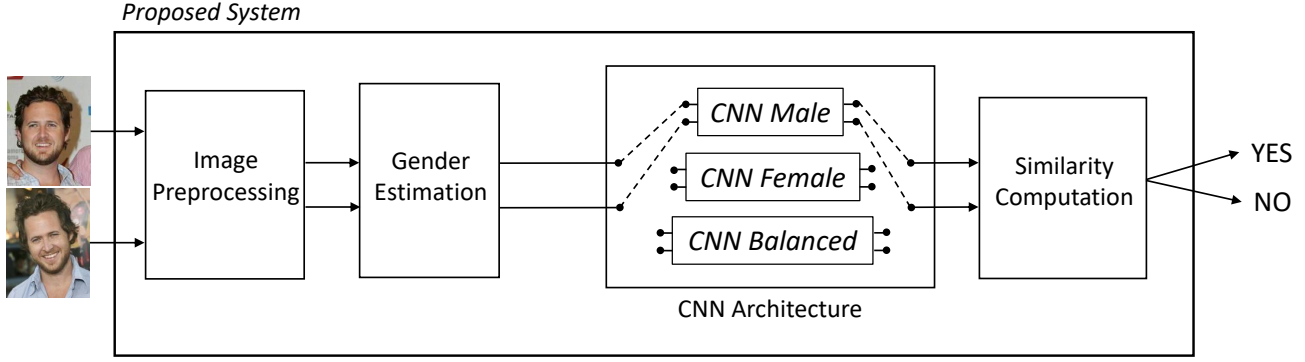 Proposed System
Image
Preprocessing
Gender
Estimation
CNN Male
CNN Female
CNN Balanced
CNN Architecture
Similarity
Computation
YES
NO